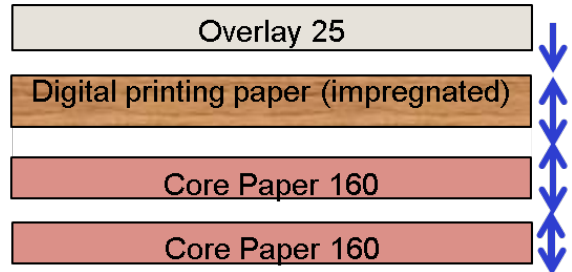 Overlay 25
Digital printing paper (impregnated)
Core Paper 160
Core Paper 160